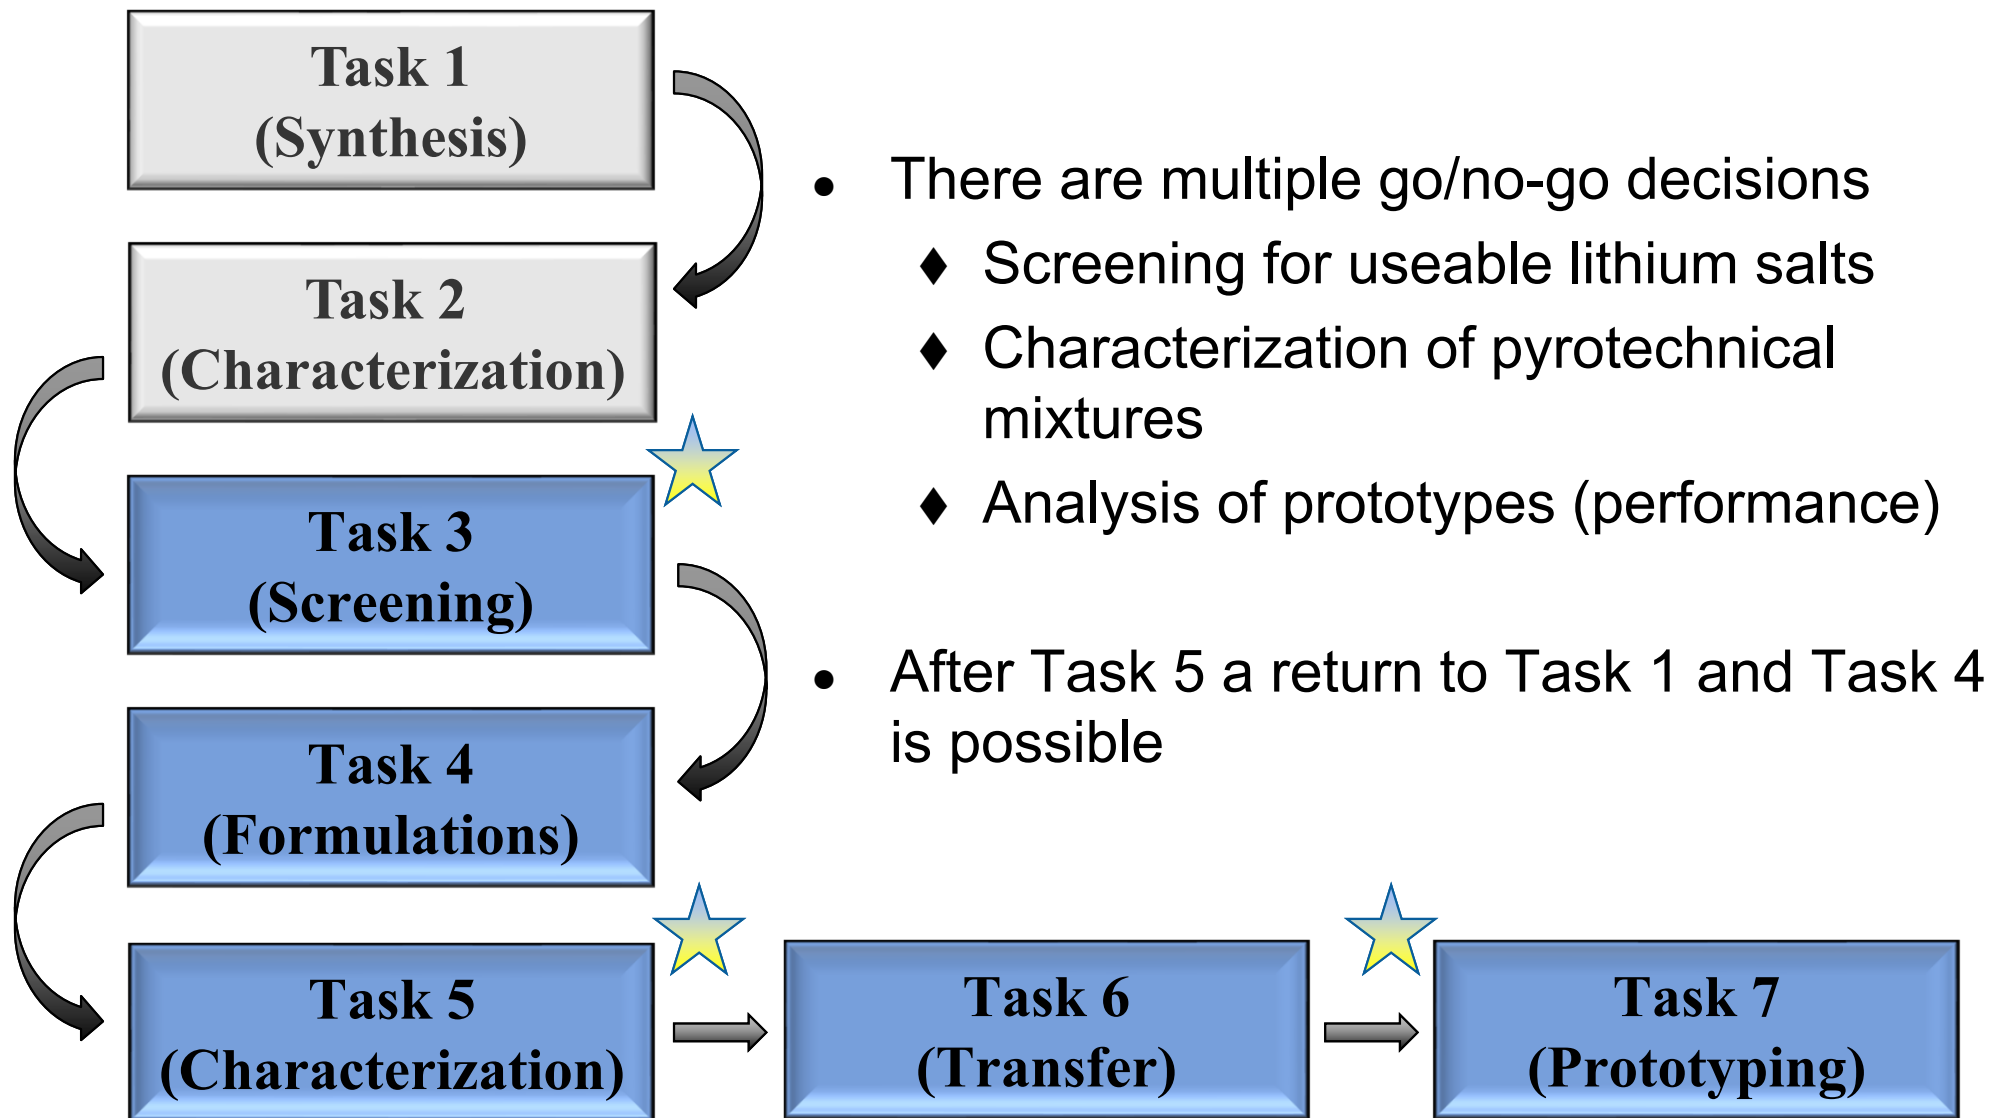 Task 1
(Synthesis)
Task 2
(Characterization)
Task 3
(Screening)
Task 4
(Formulations)
Task 5
(Characterization)
Task 6
(Transfer)
Task 7
(Prototyping)
● There are multiple go/no-go decisions
♦ Screening for useable lithium salts
♦ Characterization of pyrotechnical
mixtures
♦ Analysis of prototypes (performance)
● After Task 5 a return to Task 1 and Task 4
is possible